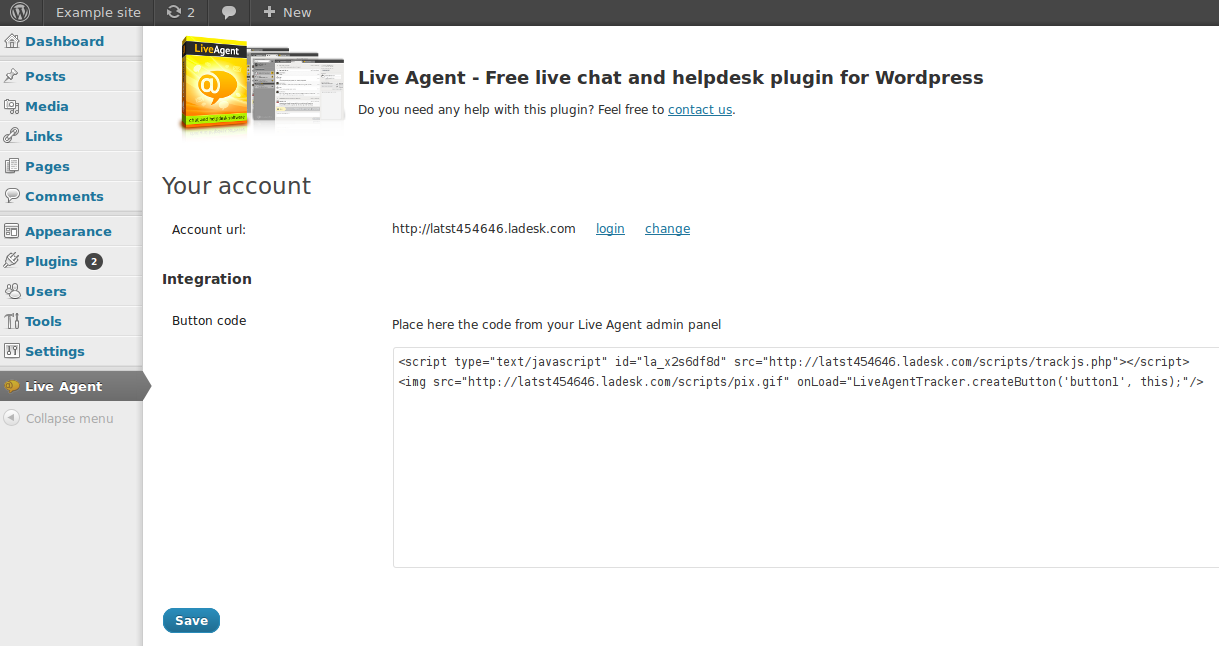 Example site 2 + New
Dashboard
Posts
Media
Links
Pages
Comments
Appearance
Plugins 2
Users
Tools
Settings
Live Agent
Collapse menu
LiveAgent
@
chat and helpdesk software
Live Agent - Free live chat and helpdesk plugin for Wordpress
Do you need any help with this plugin? Feel free to contact us.
Your account
Account url: http://latst454646.ladesk.com login change
Integration
Button code
Place here the code from your Live Agent admin panel
<script type="text/javascript" id="la_x2s6df8d" src="http://latst454646.ladesk.com/scripts/trackjs.php"></script>
<img src="http://latst454646.ladesk.com/scripts/pix.gif" onLoad="LiveAgentTracker.createButton('button1', this);"/>
Save